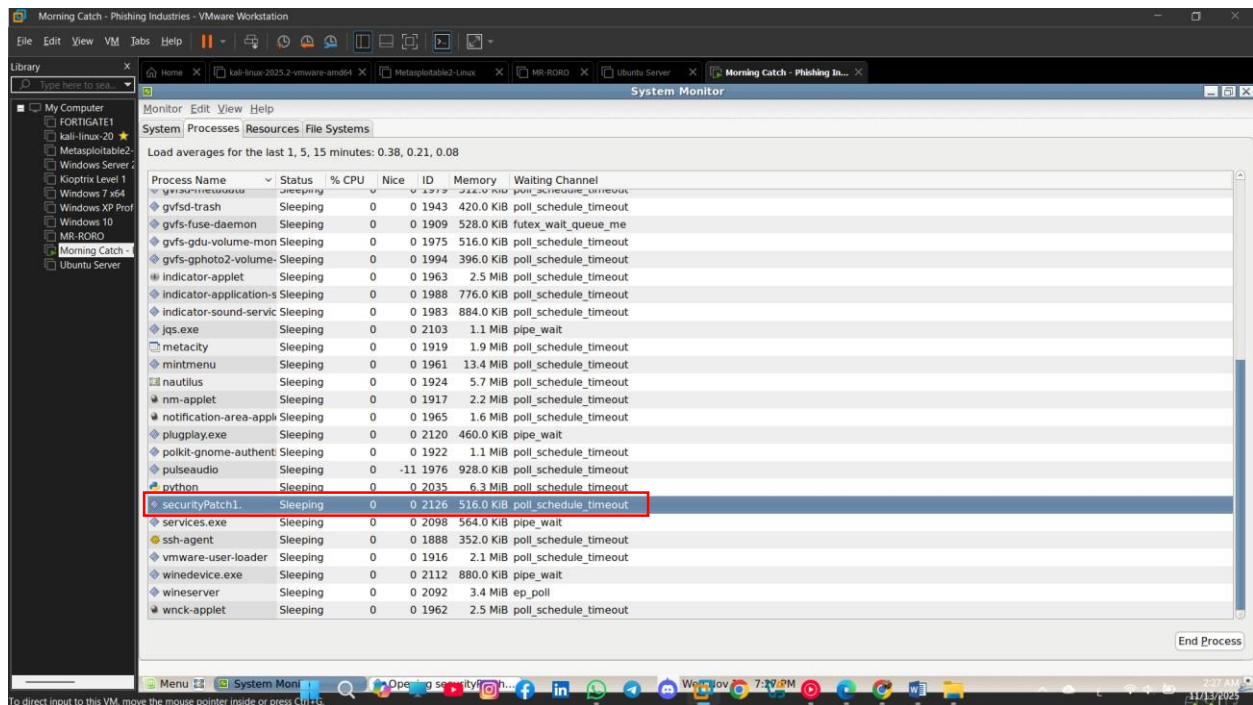 Morning Catch - Phishing Industries - VMware Workstation
File Edit View VM Tabs Help
Library X
Type here to sea...
Home X kali-linux-2025.2-vmware-amd64 X Metasploitable2-Linux X MR-RORO X Ubuntu Server X Morning Catch - Phishing In... X
My Computer
FORTIGATE1
kali-linux-20
Metasploitable2-
Windows Server 2
Kioptrix Level 1
Windows 7 x64
Windows XP Prof
Windows 10
MR-RORO
Morning Catch -
Ubuntu Server
System Monitor
Monitor Edit View Help
System Processes Resources File Systems
Load averages for the last 1, 5, 15 minutes: 0.38, 0.21, 0.08
Process Name Status % CPU Nice ID Memory Waiting Channel
gvfsd-metadata Sleeping 0 0 1979 512.0 KiB poll_schedule_timeout
gvfsd-trash Sleeping 0 0 1943 420.0 KiB poll_schedule_timeout
gvfs-fuse-daemon Sleeping 0 0 1909 528.0 KiB futex_wait_queue_me
gvfs-gdu-volume-mon Sleeping 0 0 1975 516.0 KiB poll_schedule_timeout
gvfs-gphoto2-volume- Sleeping 0 0 1994 396.0 KiB poll_schedule_timeout
indicator-applet Sleeping 0 0 1963 2.5 MiB poll_schedule_timeout
indicator-application-s Sleeping 0 0 1988 776.0 KiB poll_schedule_timeout
indicator-sound-servic Sleeping 0 0 1983 884.0 KiB poll_schedule_timeout
jqs.exe Sleeping 0 0 2103 1.1 MiB pipe_wait
metacity Sleeping 0 0 1919 1.9 MiB poll_schedule_timeout
mintmenu Sleeping 0 0 1961 13.4 MiB poll_schedule_timeout
nautilus Sleeping 0 0 1924 5.7 MiB poll_schedule_timeout
nm-applet Sleeping 0 0 1917 2.2 MiB poll_schedule_timeout
notification-area-appl Sleeping 0 0 1965 1.6 MiB poll_schedule_timeout
plugplay.exe Sleeping 0 0 2120 460.0 KiB pipe_wait
polkit-gnome-authent Sleeping 0 0 1922 1.1 MiB poll_schedule_timeout
pulseaudio Sleeping 0 -11 1976 928.0 KiB poll_schedule_timeout
python Sleeping 0 0 2035 6.3 MiB poll_schedule_timeout
securityPatch1. Sleeping 0 0 2126 516.0 KiB poll_schedule_timeout
services.exe Sleeping 0 0 2098 564.0 KiB pipe_wait
ssh-agent Sleeping 0 0 1888 352.0 KiB poll_schedule_timeout
vmware-user-loader Sleeping 0 0 1916 2.1 MiB poll_schedule_timeout
winedevice.exe Sleeping 0 0 2112 880.0 KiB pipe_wait
wineserver Sleeping 0 0 2092 3.4 MiB ep_poll
wnck-applet Sleeping 0 0 1962 2.5 MiB poll_schedule_timeout
End Process
Menu System Moni
2:27 AM
11/13/2025
To direct input to this VM, move the mouse pointer inside or press Ctrl+G.